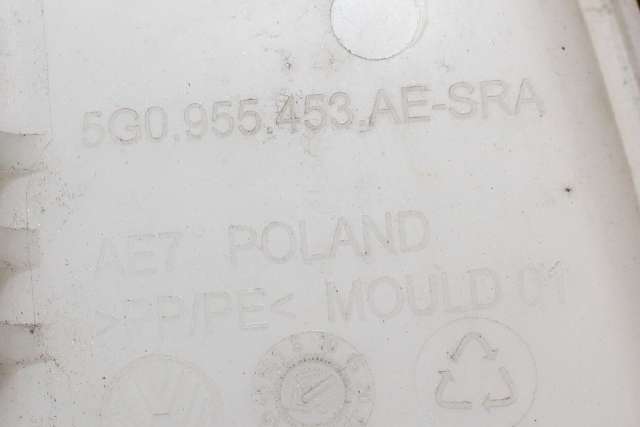 5G0.955.453.AE-SRA
AE7 POLAND
>PP/PE< MOULD 01